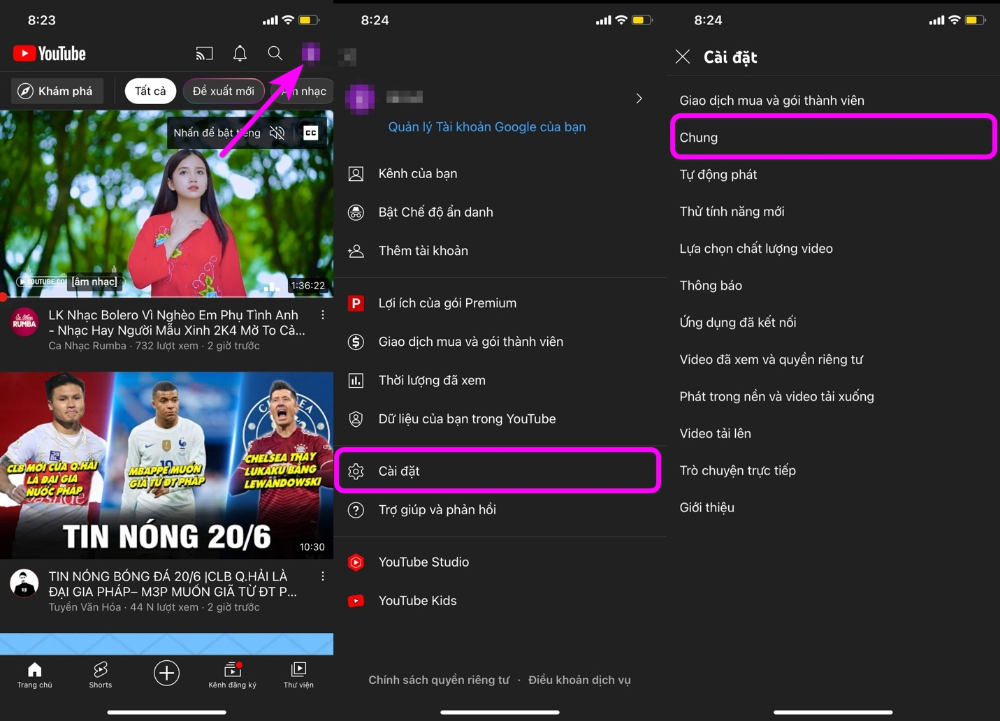 8:23
YouTube
Khám phá
Tất cả
Đề xuất mới
nhạc
Nhấn để bật tiếng
CC
[âm nhạc]
1:36:22
Ca Nhạc
RUMBA
LK Nhạc Bolero Vì Nghèo Em Phụ Tình Anh
- Nhạc Hay Người Mẫu Xinh 2K4 Mờ To Cả...
Ca Nhạc Rumba · 732 lượt xem · 2 giờ trước
CLB MỚI CỦA Q.HẢI
LÀ ĐẠI GIA
NƯỚC PHÁP
MBAPPE MUỐN
GIÃ TỪ ĐT PHÁP
CHELSEA THAY
LUKAKU BẰNG
LEWANDOWSKI
TIN NÓNG 20/6
10:30
TIN NÓNG BÓNG ĐÁ 20/6 |CLB Q.HẢI LÀ
ĐẠI GIA PHÁP– M3P MUỐN GIÃ TỪ ĐT P...
Tuyền Văn Hóa · 44 N lượt xem · 2 giờ trước
Trang chủ
Shorts
Kênh đăng ký
Thư viện
8:24
Quản lý Tài khoản Google của bạn
Kênh của bạn
Bật Chế độ ẩn danh
Thêm tài khoản
Lợi ích của gói Premium
Giao dịch mua và gói thành viên
Thời lượng đã xem
Dữ liệu của bạn trong YouTube
Cài đặt
Trợ giúp và phản hồi
YouTube Studio
YouTube Kids
Chính sách quyền riêng tư · Điều khoản dịch vụ
8:24
Cài đặt
Giao dịch mua và gói thành viên
Chung
Tự động phát
Thử tính năng mới
Lựa chọn chất lượng video
Thông báo
Ứng dụng đã kết nối
Video đã xem và quyền riêng tư
Phát trong nền và video tải xuống
Video tải lên
Trò chuyện trực tiếp
Giới thiệu